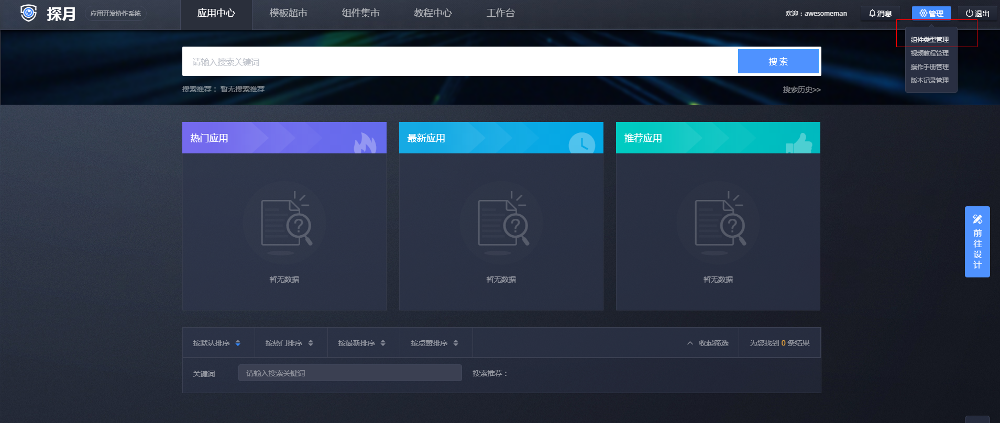 探月 应用开发协作系统 应用中心 模板超市 组件集市 教程中心 工作台 欢迎：awesomeman 消息 管理 退出
组件类型管理
视频教程管理
操作手册管理
版本记录管理
请输入搜索关键词 搜索
搜索推荐： 暂无搜索推荐 搜索历史>>
热门应用 最新应用 推荐应用
? ? ?
暂无数据 暂无数据 暂无数据
前
往
设
计
按默认排序 按热门排序 按最新排序 按点赞排序 收起筛选 为您找到 0 条结果
关键词 请输入搜索关键词 搜索推荐：